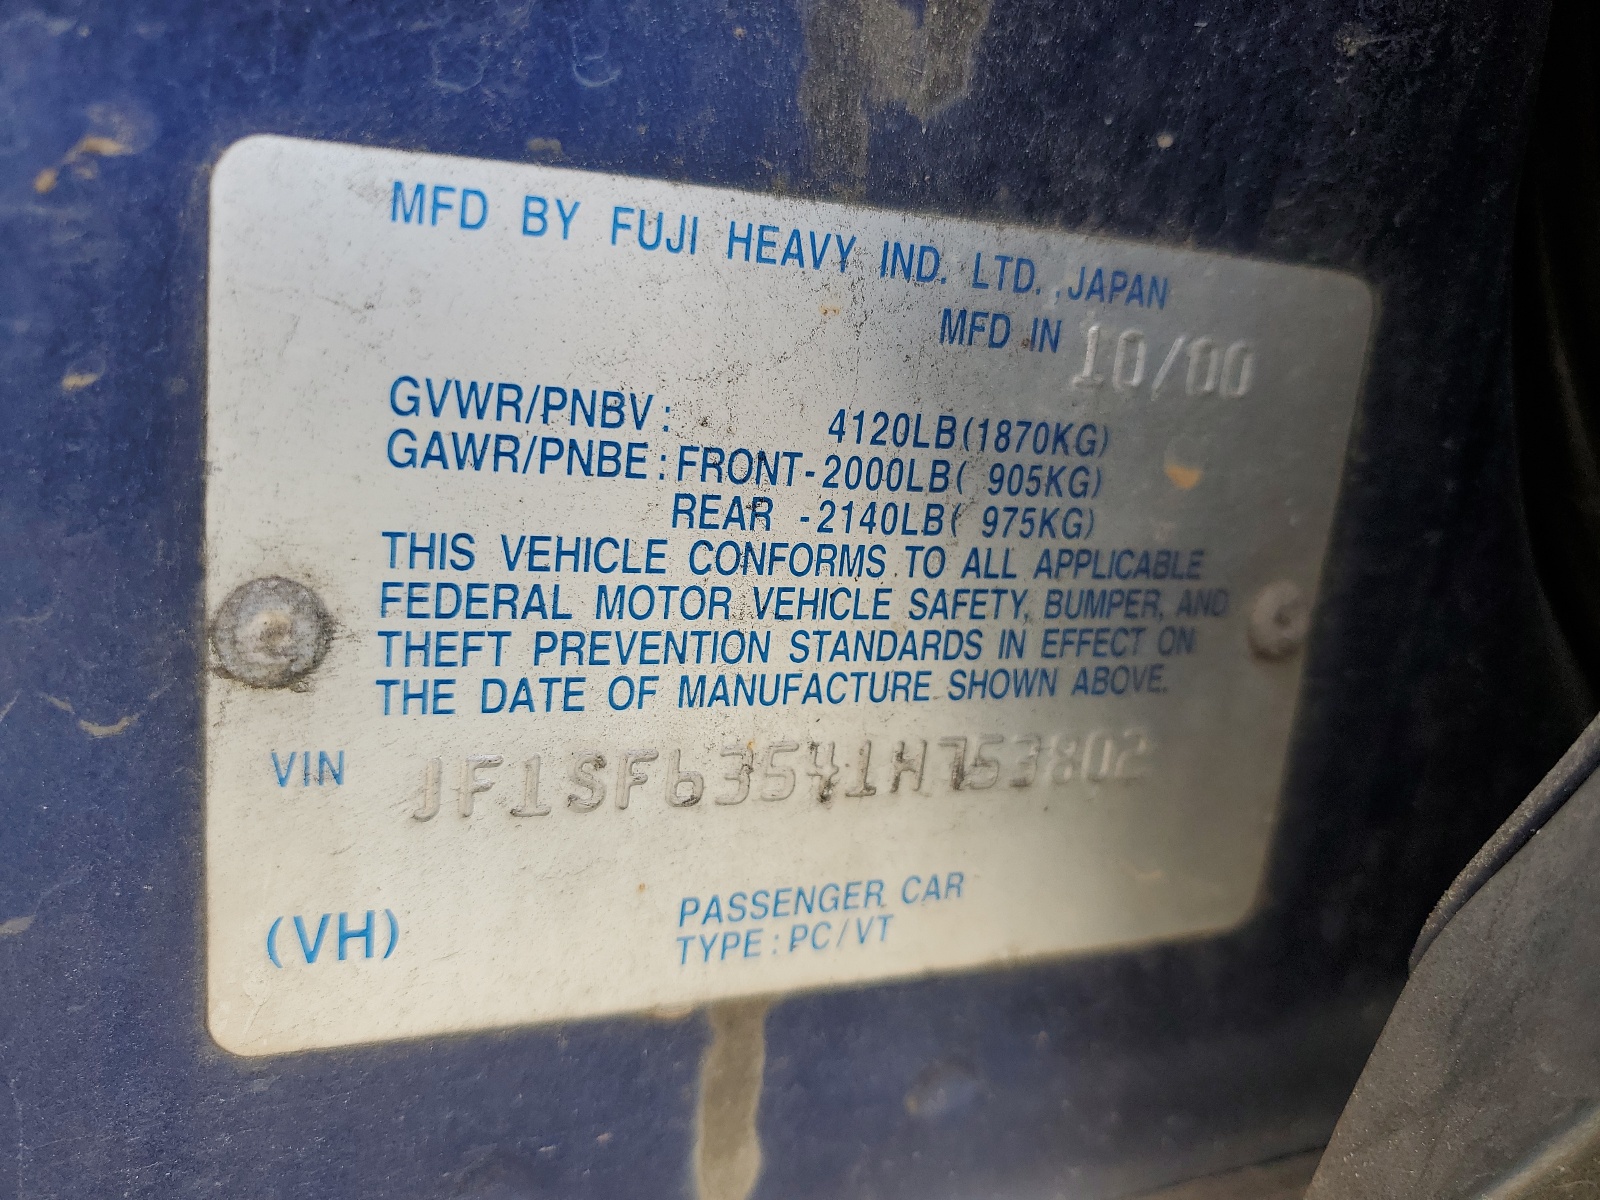 MFD BY FUJI HEAVY IND. LTD., JAPAN
MFD IN 10/00
GVWR/PNBV: 4120LB(1870KG)
GAWR/PNBE: FRONT-2000LB( 905KG)
REAR -2140LB( 975KG)
THIS VEHICLE CONFORMS TO ALL APPLICABLE
FEDERAL MOTOR VEHICLE SAFETY, BUMPER, AND
THEFT PREVENTION STANDARDS IN EFFECT ON
THE DATE OF MANUFACTURE SHOWN ABOVE.
VIN JF1SF63541H753802
PASSENGER CAR
(VH) TYPE: PC/VT